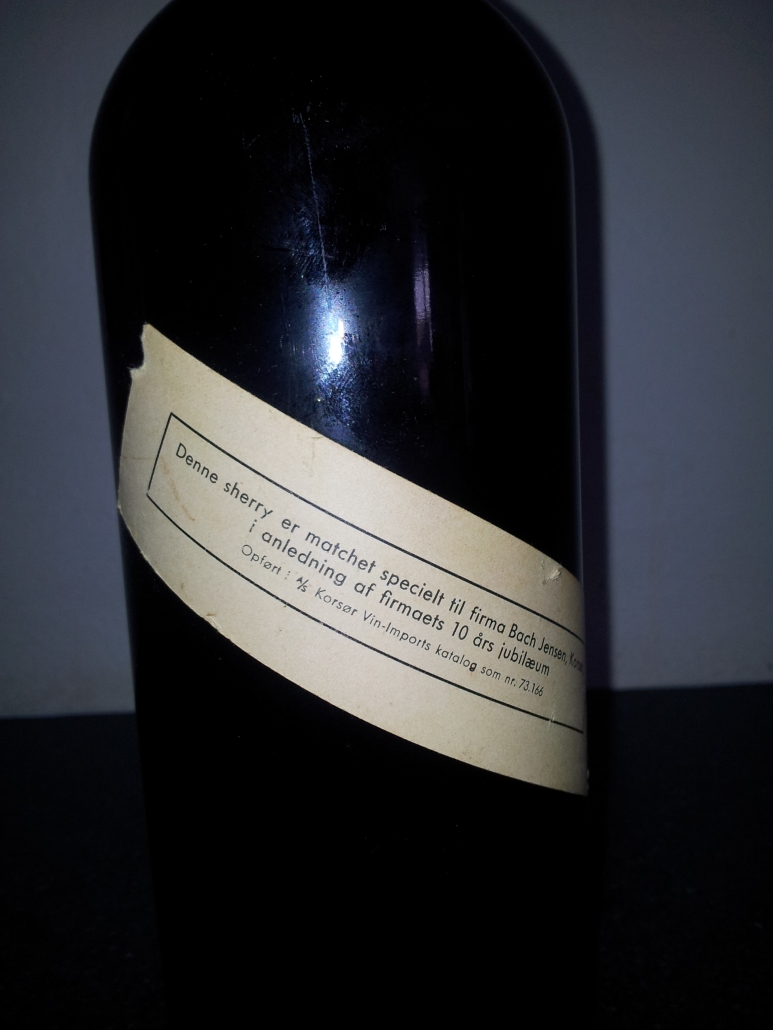 Denne sherry er matchet specielt til firma Bach Jensen,
i anledning af firmaets 10 års jubilæum
Opført i A/S Korsør Vin-Imports katalog som nr. 73.166